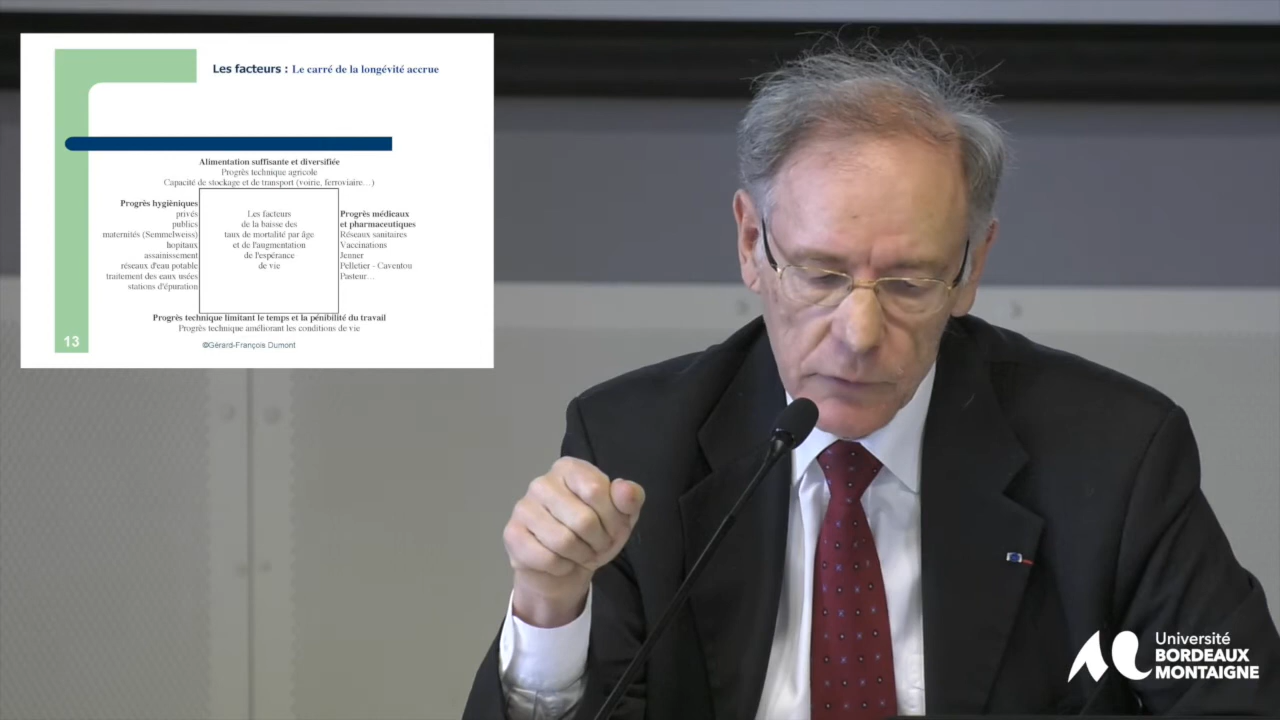 Les facteurs : Le carré de la longévité accrue
Alimentation suffisante et diversifiée
Progrès technique agricole
Capacité de stockage et de transport (voirie, ferroviaire…)
Progrès hygièniques
privés
publics
maternités (Semmelweiss)
hopitaux
assainissement
réseaux d'eau potable
traitement des eaux usées
stations d'épuration
Les facteurs
de la baisse des
taux de mortalité par âge
et de l'augmentation
de l'espérance
de vie
Progrès médicaux
et pharmaceutiques
Réseaux sanitaires
Vaccinations
Jenner
Pelletier - Caventou
Pasteur…
Progrès technique limitant le temps et la pénibilité du travail
Progrès technique améliorant les conditions de vie
13
©Gérard-François Dumont
Université
BORDEAUX
MONTAIGNE